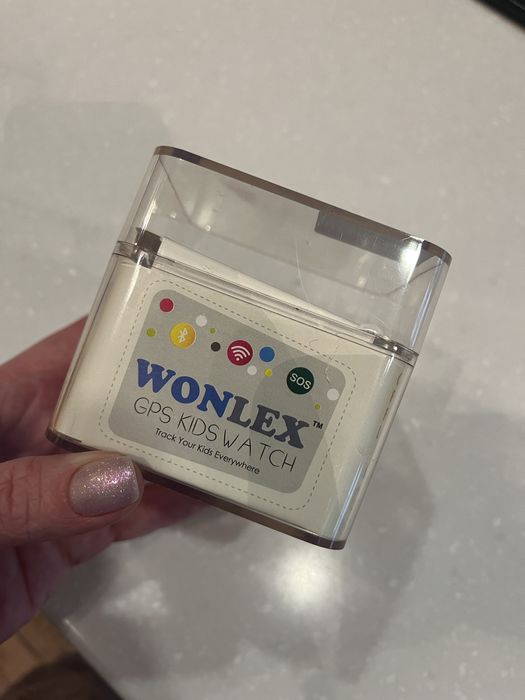 SOS
WONLEX™
GPS KIDS WATCH
Track Your Kids Everywhere